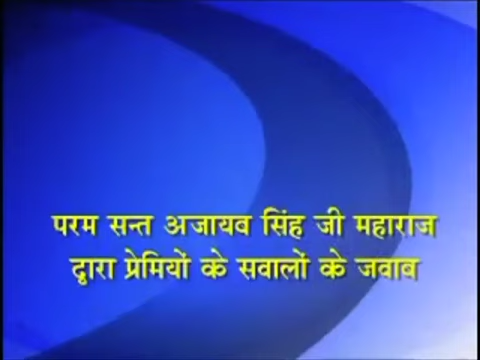 परम सन्त अजायव सिंह जी महाराज
द्वारा प्रेमियों के सवालों के जवाब